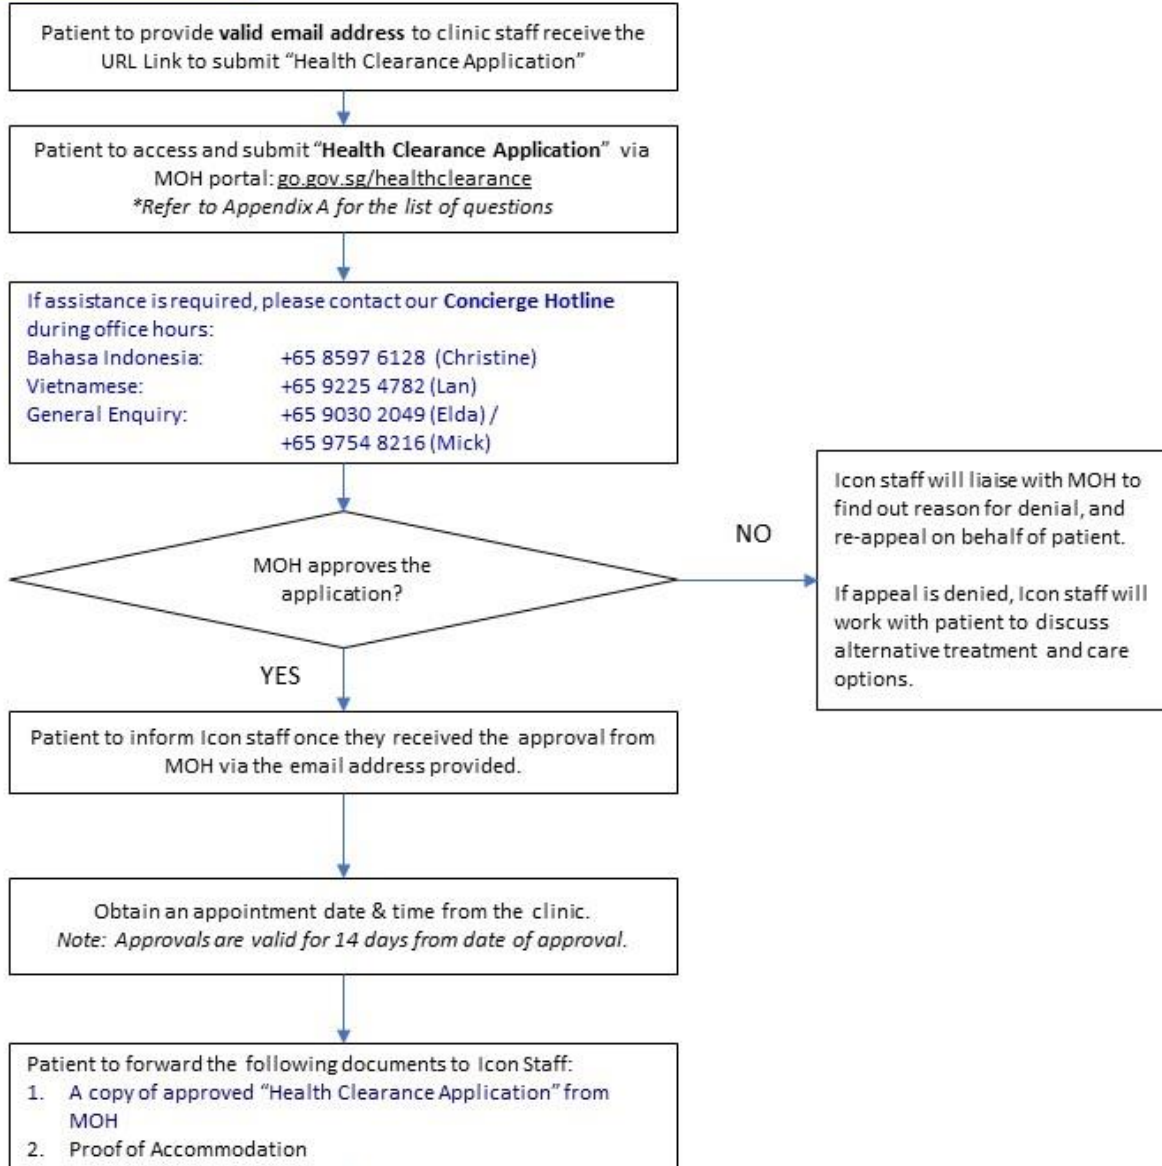 Patient to provide valid email address to clinic staff receive the
URL Link to submit “Health Clearance Application”
Patient to access and submit “Health Clearance Application” via
MOH portal: go.gov.sg/healthclearance
*Refer to Appendix A for the list of questions
If assistance is required, please contact our Concierge Hotline
during office hours:
Bahasa Indonesia: +65 8597 6128 (Christine)
Vietnamese: +65 9225 4782 (Lan)
General Enquiry: +65 9030 2049 (Elda) /
+65 9754 8216 (Mick)
MOH approves the
application?
NO
Icon staff will liaise with MOH to
find out reason for denial, and
re-appeal on behalf of patient.
If appeal is denied, Icon staff will
work with patient to discuss
alternative treatment and care
options.
YES
Patient to inform Icon staff once they received the approval from
MOH via the email address provided.
Obtain an appointment date & time from the clinic.
Note: Approvals are valid for 14 days from date of approval.
Patient to forward the following documents to Icon Staff:
1. A copy of approved “Health Clearance Application” from
MOH
2. Proof of Accommodation